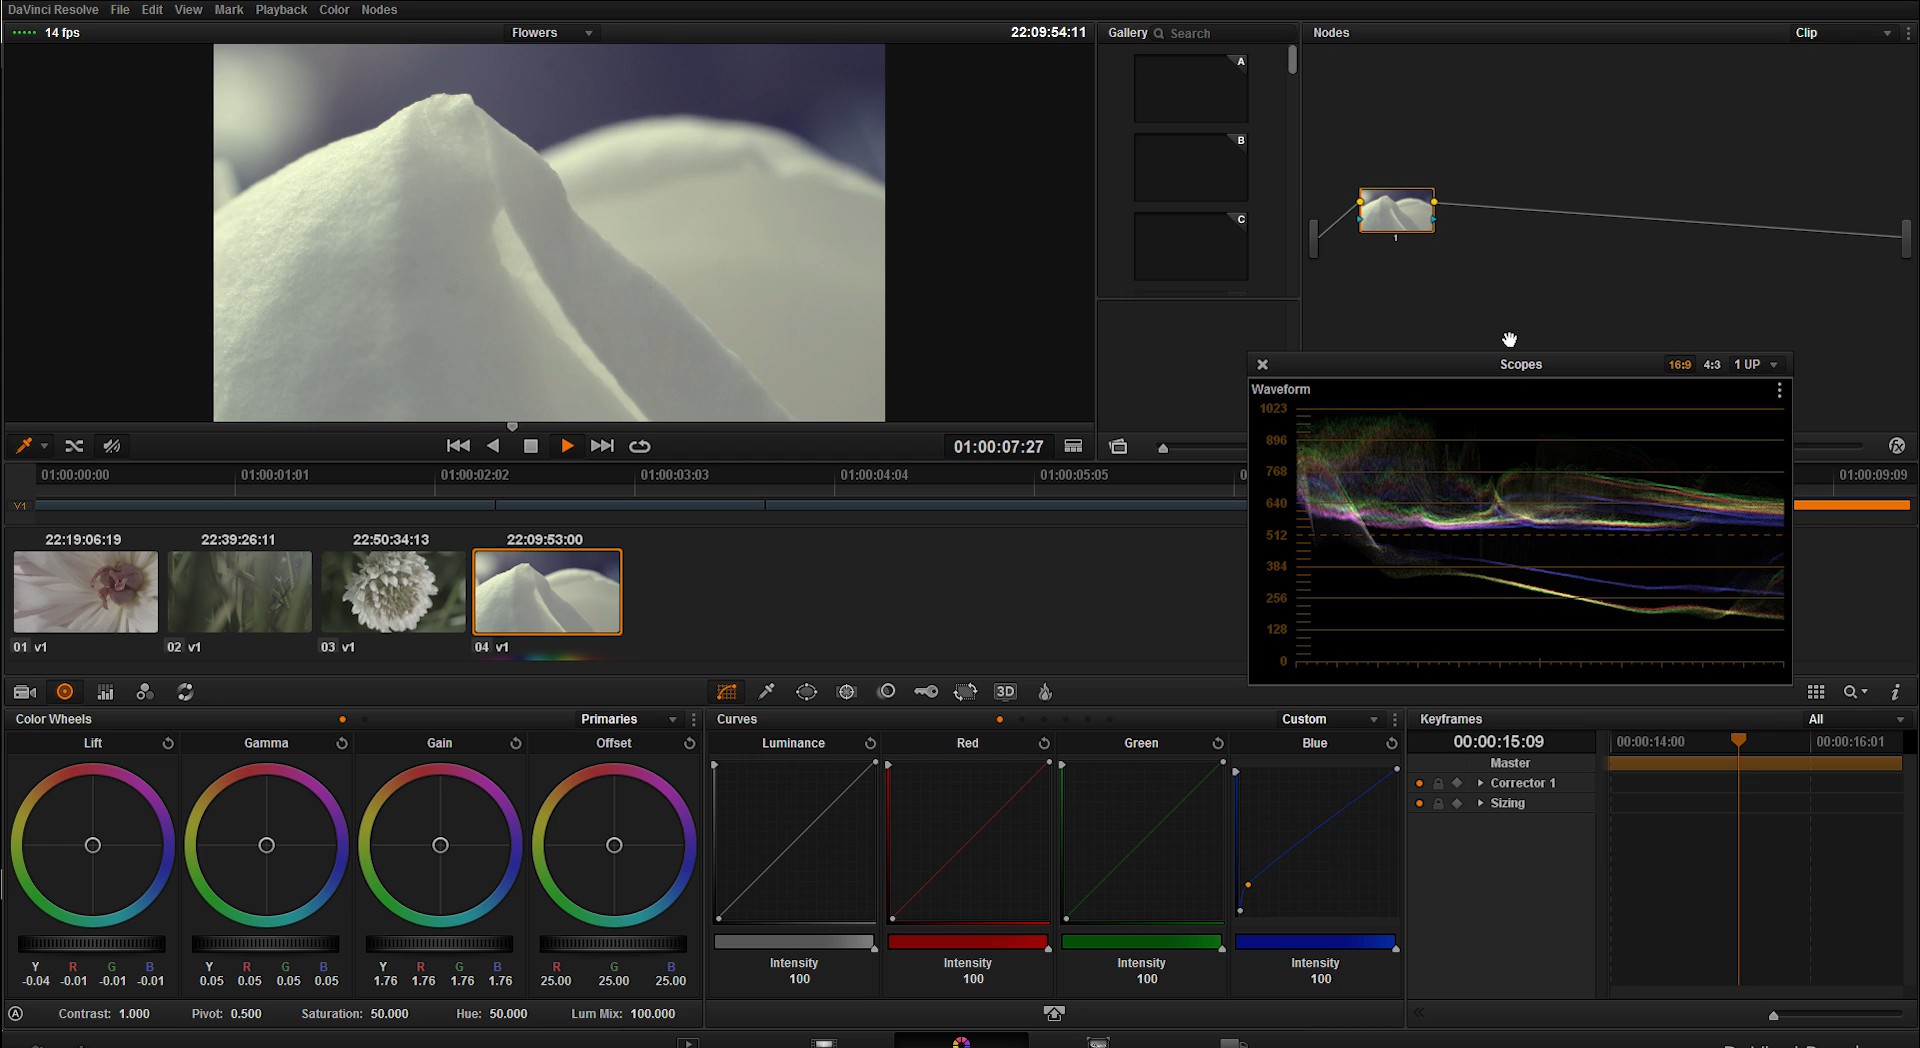 DaVinci Resolve File Edit View Mark Playback Color Nodes
14 fps Flowers 22:09:54:11 Gallery Search Nodes Clip
A
B
C
1
Scopes 16:9 4:3 1 UP
Waveform
1023
896
768
640
512
384
256
128
0
01:00:07:27
01:00:00:00 01:00:01:01 01:00:02:02 01:00:03:03 01:00:04:04 01:00:05:05 0 01:00:09:09
V1
22:19:06:19 22:39:26:11 22:50:34:13 22:09:53:00
01 v1 02 v1 03 v1 04 v1
3D
Color Wheels Primaries Curves Custom Keyframes All
Lift Gamma Gain Offset Luminance Red Green Blue 00:00:15:09 00:00:14:00 00:00:16:01
Master
Corrector 1
Sizing
Y R G B Y R G B Y R G B R G B
-0.04 -0.01 -0.01 -0.01 0.05 0.05 0.05 0.05 1.76 1.76 1.76 1.76 25.00 25.00 25.00
Intensity Intensity Intensity Intensity
100 100 100 100
A Contrast: 1.000 Pivot: 0.500 Saturation: 50.000 Hue: 50.000 Lum Mix: 100.000